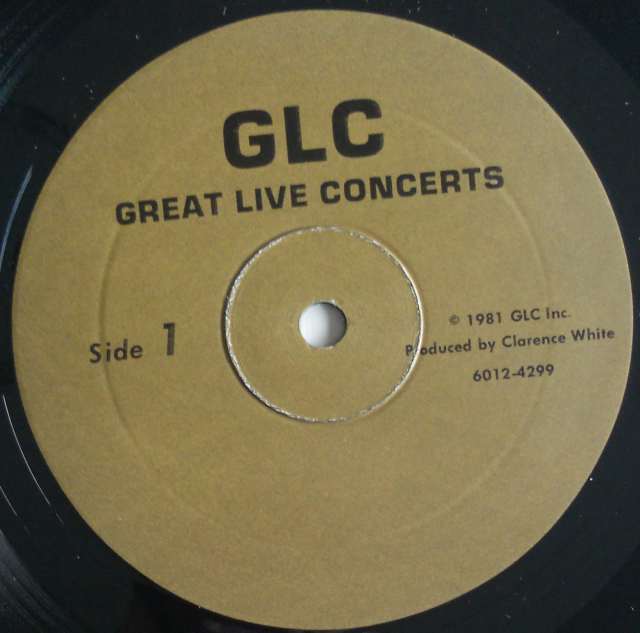 GLC
GREAT LIVE CONCERTS
Side 1
© 1981 GLC Inc.
Produced by Clarence White
6012-4299